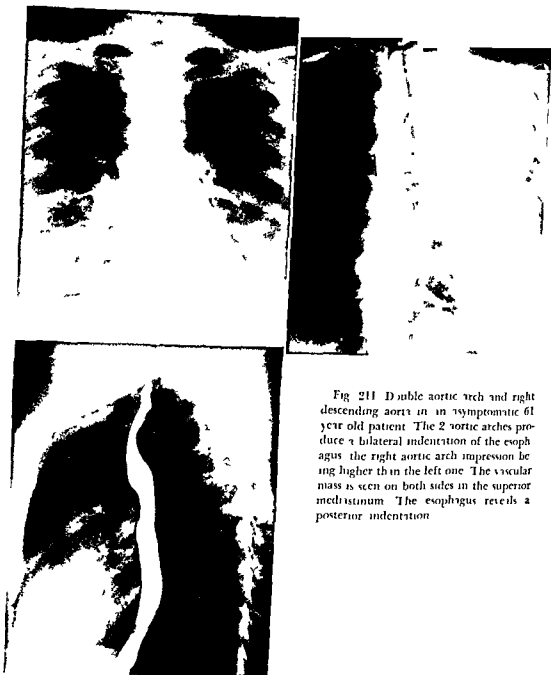 Fig 211 Double aortic arch and right
descending aorta in in asymptomatic 61
year old patient The 2 aortic arches pro-
duce a bilateral indentation of the esoph
agus the right aortic arch impression be
ing higher than the left one The vascular
mass is seen on both sides in the superior
mediastinum The esophagus reveals a
posterior indentation